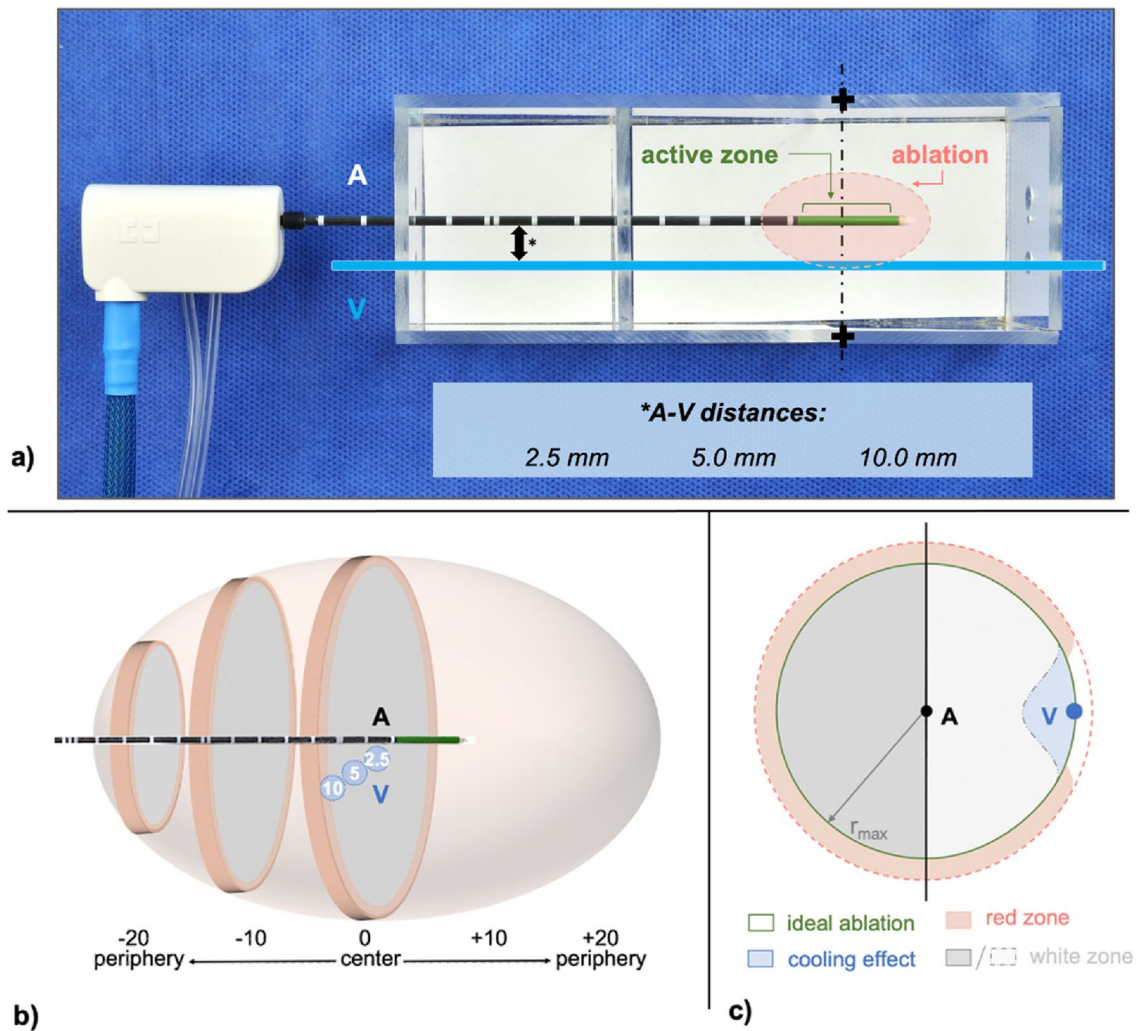 A
active zone
ablation
*
V
*A-V distances:
2.5 mm 5.0 mm 10.0 mm
a)
A
2.5
5
10
V
-20 -10 0 +10 +20
periphery center periphery
b)
A
V
rmax
ideal ablation
red zone
cooling effect
/ white zone
c)